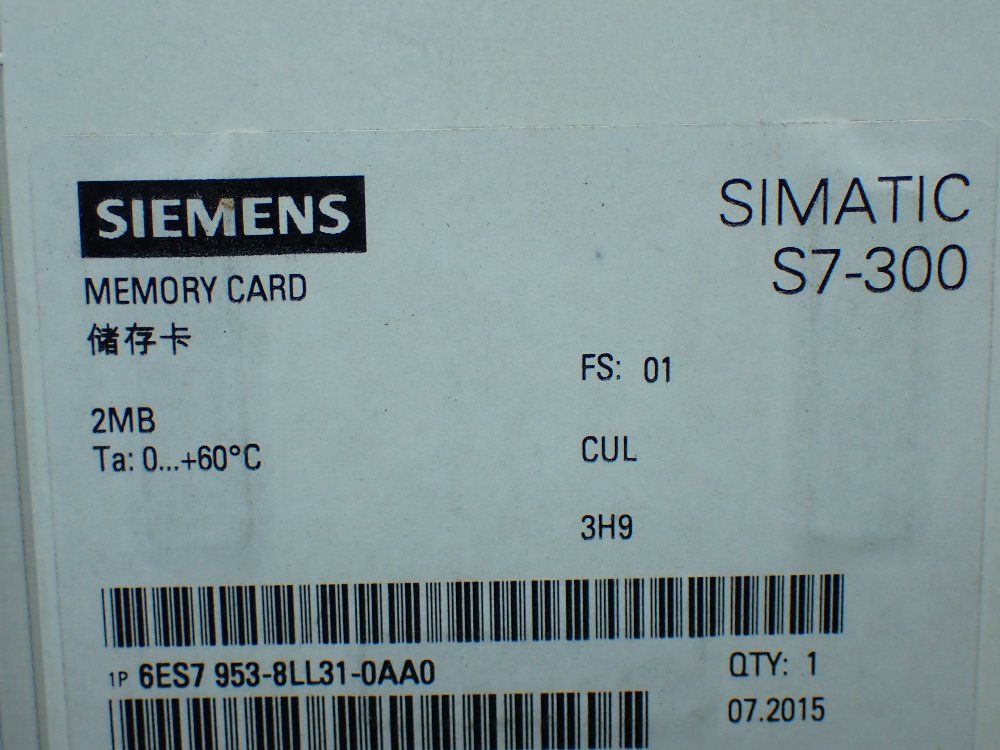 SIEMENS
SIMATIC
S7-300
MEMORY CARD
储存卡
FS: 01
2MB
Ta: 0...+60°C
CUL
3H9
1P 6ES7 953-8LL31-0AA0
QTY: 1
07.2015